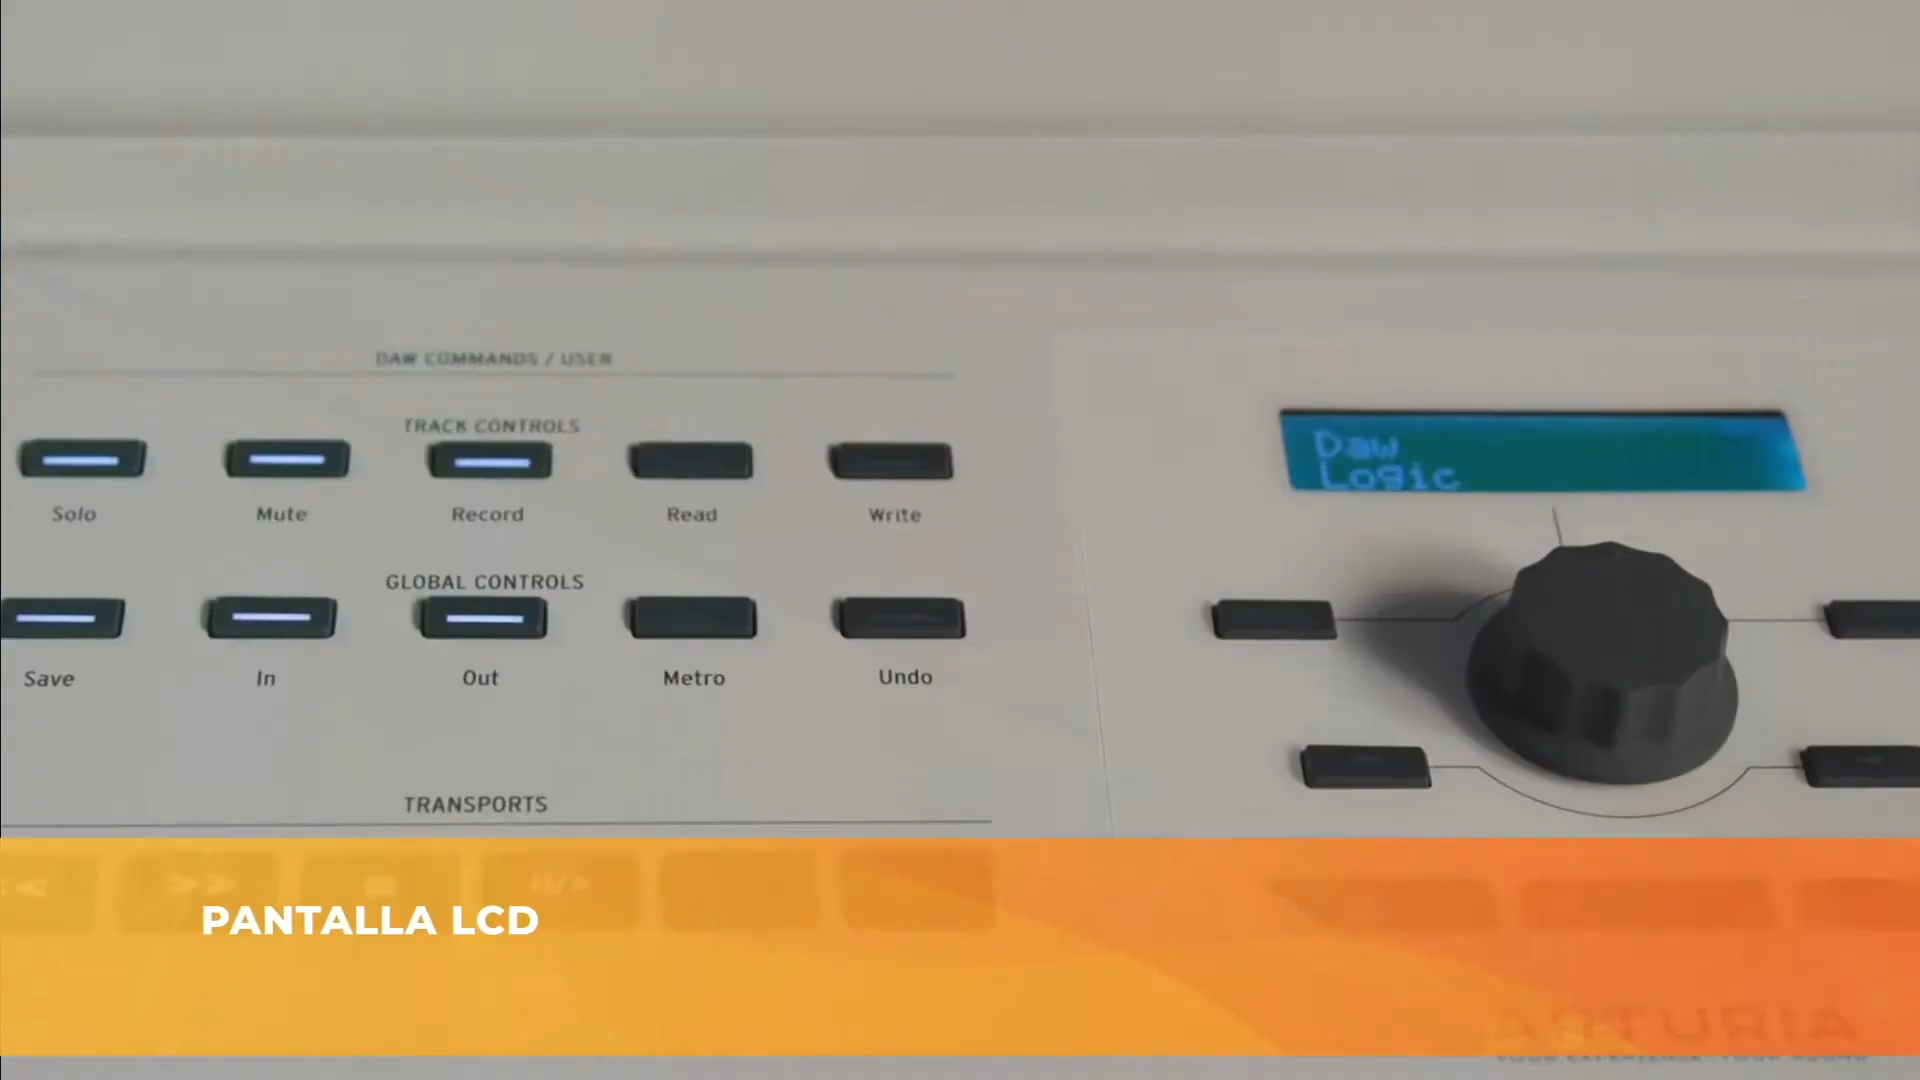 DAW COMMANDS / USER
TRACK CONTROLS
Solo Mute Record Read Write
GLOBAL CONTROLS
Save In Out Metro Undo
TRANSPORTS
Daw
Logic
PANTALLA LCD
ARTURIA